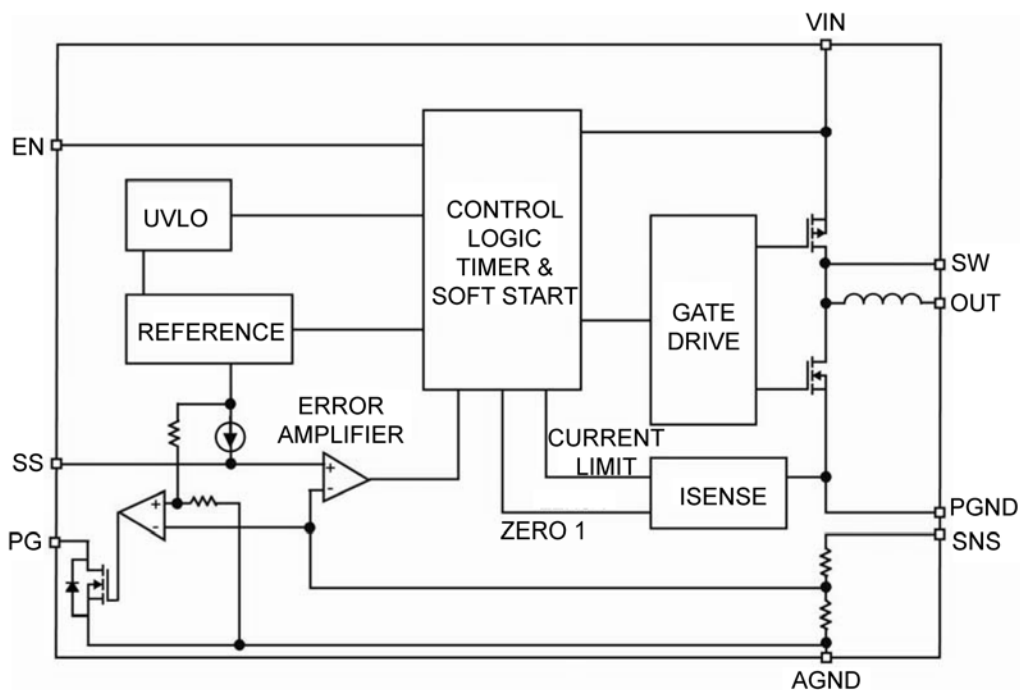 VIN
EN
UVLO
CONTROL
LOGIC
TIMER &
SOFT START
SW
OUT
GATE
DRIVE
REFERENCE
ERROR
AMPLIFIER
SS
+
-
CURRENT
LIMIT
ISENSE
ZERO 1
PGND
+
-
PG
SNS
AGND